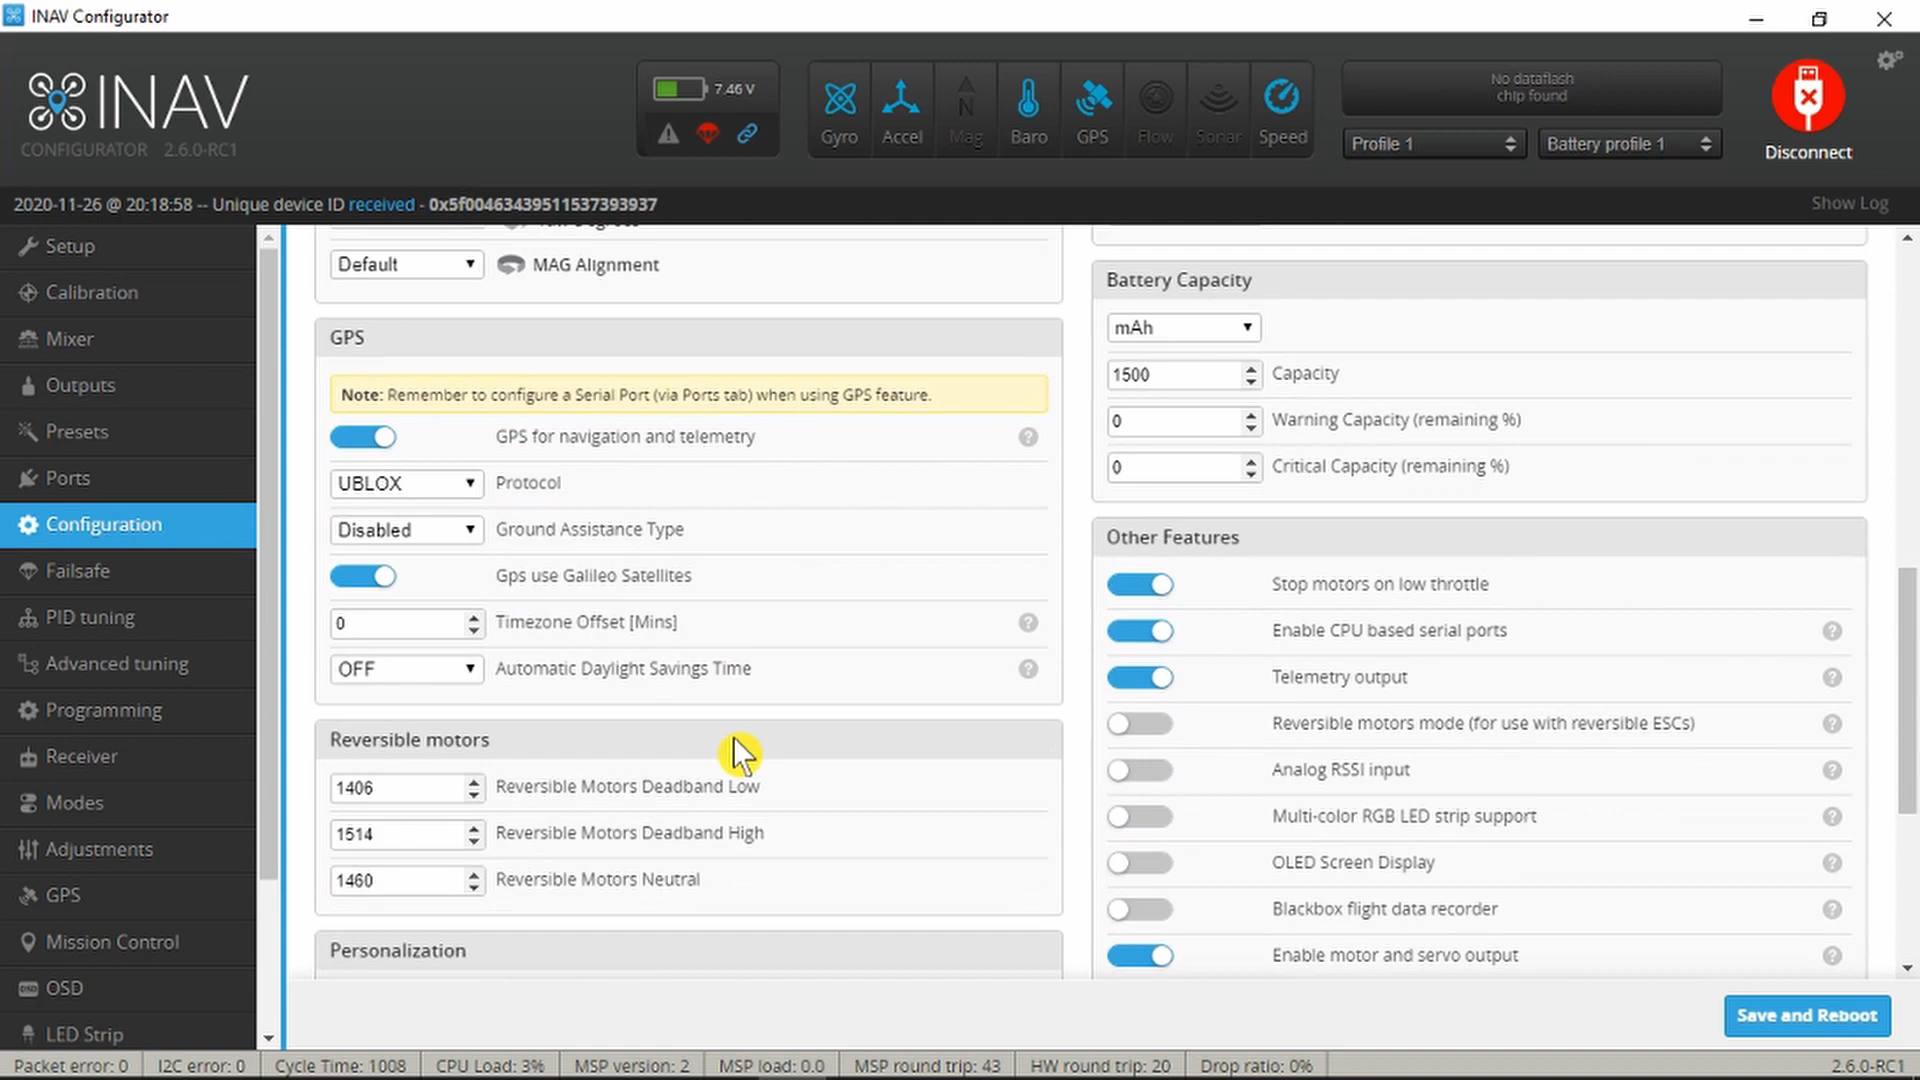 INAV Configurator
INAV
CONFIGURATOR 2.6.0-RC1
7.46 V
Gyro
Accel
N
Mag
Baro
GPS
Flow
Sonar
Speed
No dataflash
chip found
Profile 1
Battery profile 1
Disconnect
2020-11-26 @ 20:18:58 -- Unique device ID received - 0x5f00463439511537393937
Show Log
Setup
Calibration
Mixer
Outputs
Presets
Ports
Configuration
Failsafe
PID tuning
Advanced tuning
Programming
Receiver
Modes
Adjustments
GPS
Mission Control
OSD
LED Strip
Default MAG Alignment
GPS
Note: Remember to configure a Serial Port (via Ports tab) when using GPS feature.
GPS for navigation and telemetry ?
UBLOX Protocol
Disabled Ground Assistance Type
Gps use Galileo Satellites
0 Timezone Offset [Mins] ?
OFF Automatic Daylight Savings Time ?
Reversible motors
1406 Reversible Motors Deadband Low
1514 Reversible Motors Deadband High
1460 Reversible Motors Neutral
Personalization
Battery Capacity
mAh
1500 Capacity
0 Warning Capacity (remaining %)
0 Critical Capacity (remaining %)
Other Features
Stop motors on low throttle
Enable CPU based serial ports ?
Telemetry output ?
Reversible motors mode (for use with reversible ESCs) ?
Analog RSSI input ?
Multi-color RGB LED strip support ?
OLED Screen Display ?
Blackbox flight data recorder ?
Enable motor and servo output ?
Save and Reboot
Packet error: 0
I2C error: 0
Cycle Time: 1008
CPU Load: 3%
MSP version: 2
MSP load: 0.0
MSP round trip: 43
HW round trip: 20
Drop ratio: 0%
2.6.0-RC1